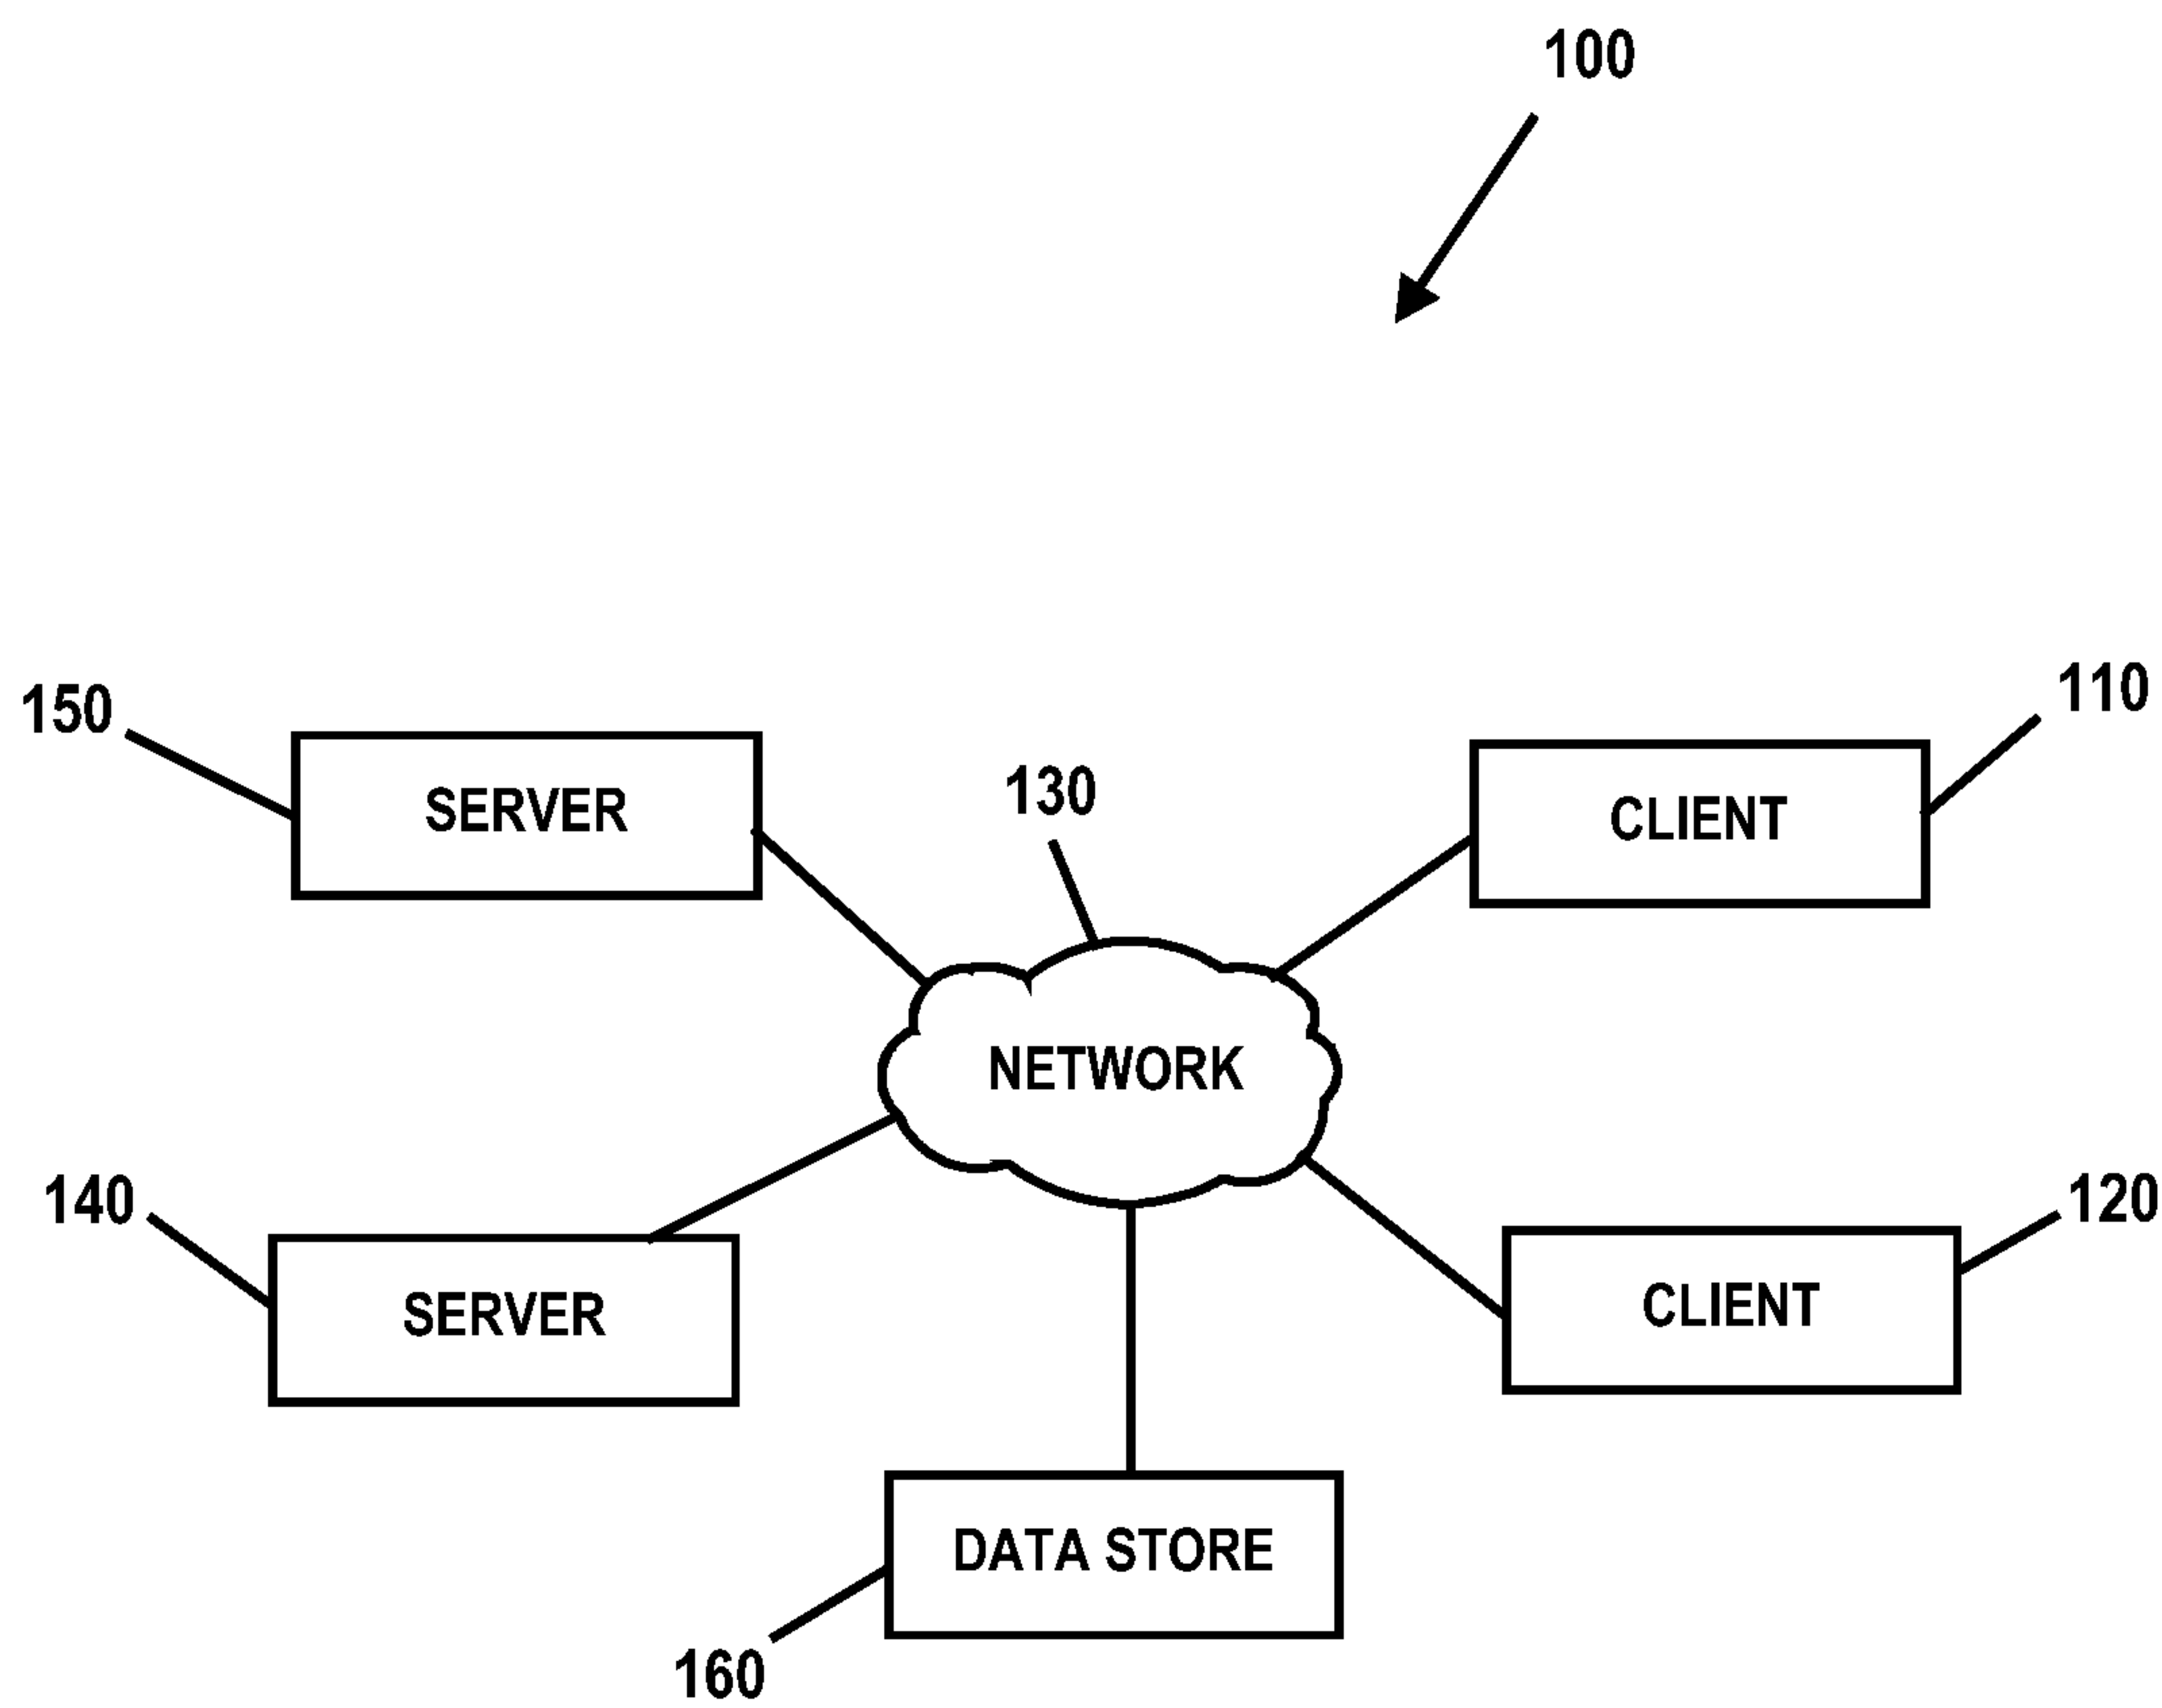 100
150
110
SERVER
130
CLIENT
NETWORK
140
120
SERVER
CLIENT
DATA STORE
160